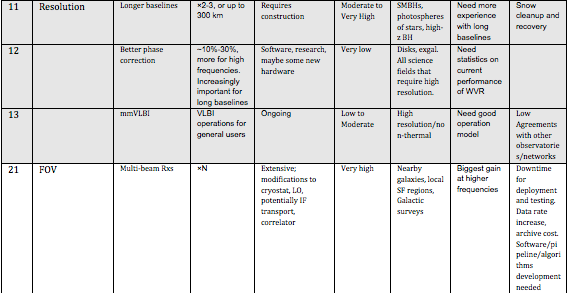 11 Resolution Longer baselines ×2-3, or up to 300 km Requires construction Moderate to Very High SMBHs, photospheres of stars, high-z BH Need more experience with long baselines Snow cleanup and recovery
12 Better phase correction ~10%-30%, more for high frequencies. Increasingly important for long baselines Software, research, maybe some new hardware Very low Disks, exgal. All science fields that require high resolution. Need statistics on current performance of WVR
13 mmVLBI VLBI operations for general users Ongoing Low to Moderate High resolution/non-thermal Need good operation model Low Agreements with other observatories/networks
21 FOV Multi-beam Rxs ×N Extensive; modifications to cryostat, LO, potentially IF transport, correlator Very high Nearby galaxies, local SF regions, Galactic surveys Biggest gain at higher frequencies Downtime for deployment and testing. Data rate increase, archive cost. Software/pipeline/algorithms development needed